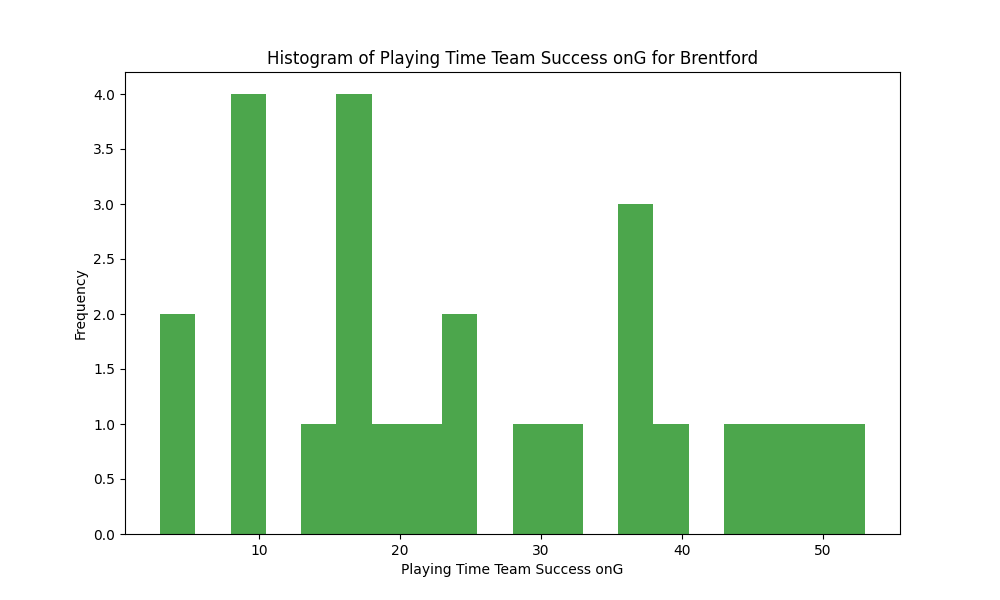 Histogram of Playing Time Team Success onG for Brentford
4.0
3.5
3.0
2.5
2.0
1.5
1.0
0.5
0.0
Frequency
10 20 30 40 50
Playing Time Team Success onG